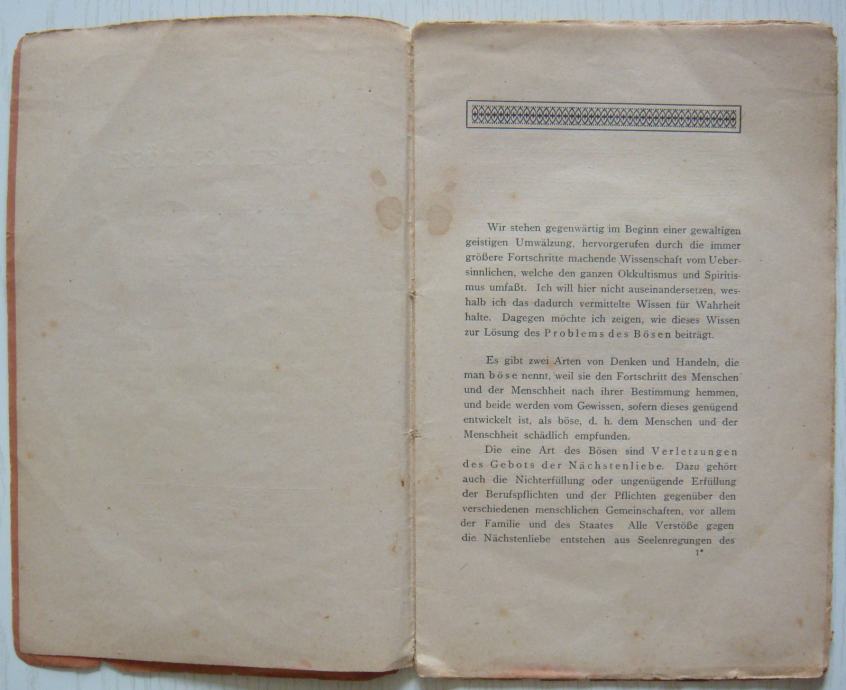 Wir stehen gegenwärtig im Beginn einer gewaltigen
geistigen Umwälzung, hervorgerufen durch die immer
größere Fortschritte machende Wissenschaft vom Ueber-
sinnlichen, welche den ganzen Okkultismus und Spiritis-
mus umfaßt. Ich will hier nicht auseinandersetzen, wes-
halb ich das dadurch vermittelte Wissen für Wahrheit
halte. Dagegen möchte ich zeigen, wie dieses Wissen
zur Lösung des Problems des Bösen beiträgt.
Es gibt zwei Arten von Denken und Handeln, die
man böse nennt, weil sie den Fortschritt des Menschen
und der Menschheit nach ihrer Bestimmung hemmen,
und beide werden vom Gewissen, sofern dieses genügend
entwickelt ist, als böse, d. h. dem Menschen und der
Menschheit schädlich empfunden.
Die eine Art des Bösen sind Verletzungen
des Gebots der Nächstenliebe. Dazu gehört
auch die Nichterfüllung oder ungenügende Erfüllung
der Berufspflichten und der Pflichten gegenüber den
verschiedenen menschlichen Gemeinschaften, vor allem
der Familie und des Staates Alle Verstöße gegen
die Nächstenliebe entstehen aus Seelenregungen des
1*